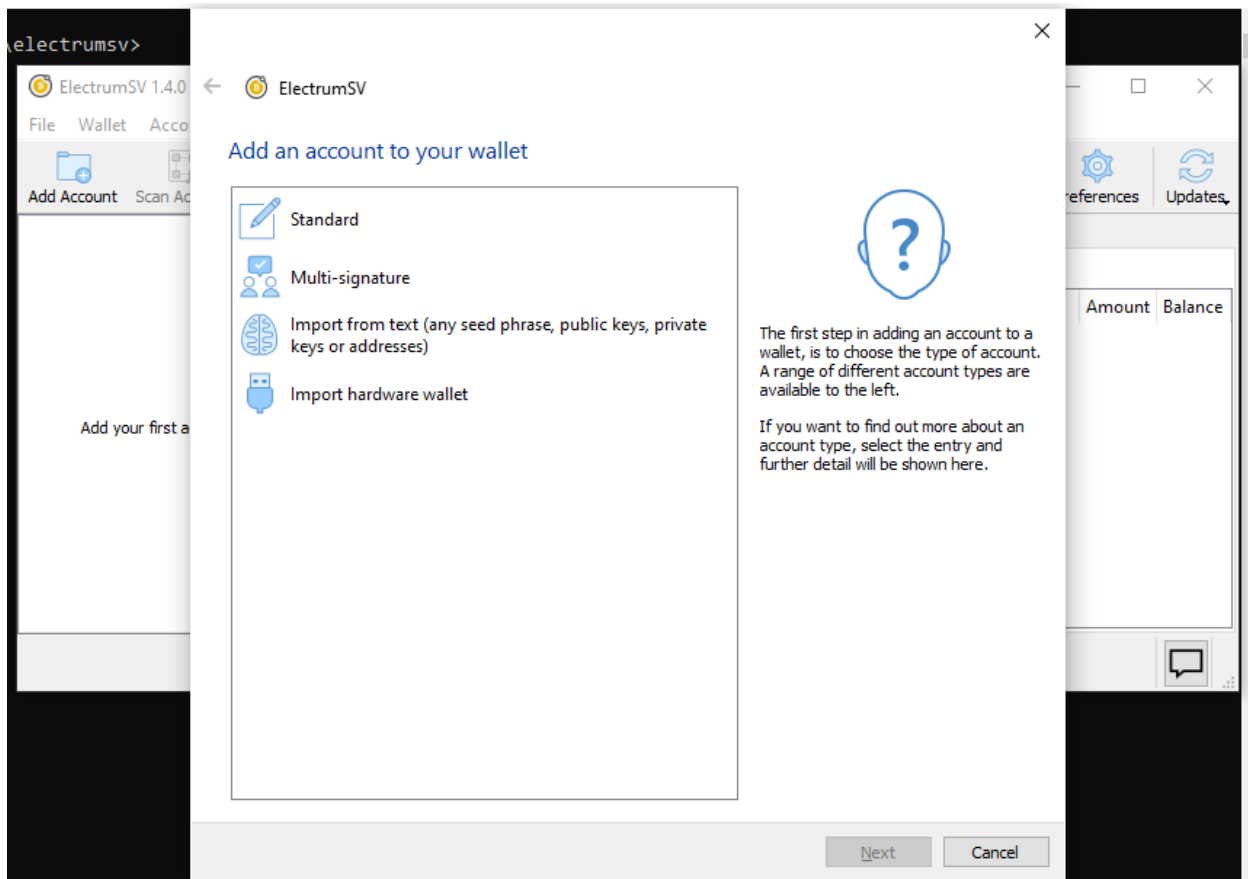 \electrumsv>
ElectrumSV 1.4.0
File Wallet Acco
Add Account Scan Ac
Add your first a
ElectrumSV
Add an account to your wallet
Standard
Multi-signature
Import from text (any seed phrase, public keys, private
keys or addresses)
Import hardware wallet
?
The first step in adding an account to a
wallet, is to choose the type of account.
A range of different account types are
available to the left.
If you want to find out more about an
account type, select the entry and
further detail will be shown here.
Next Cancel
references Updates
Amount Balance